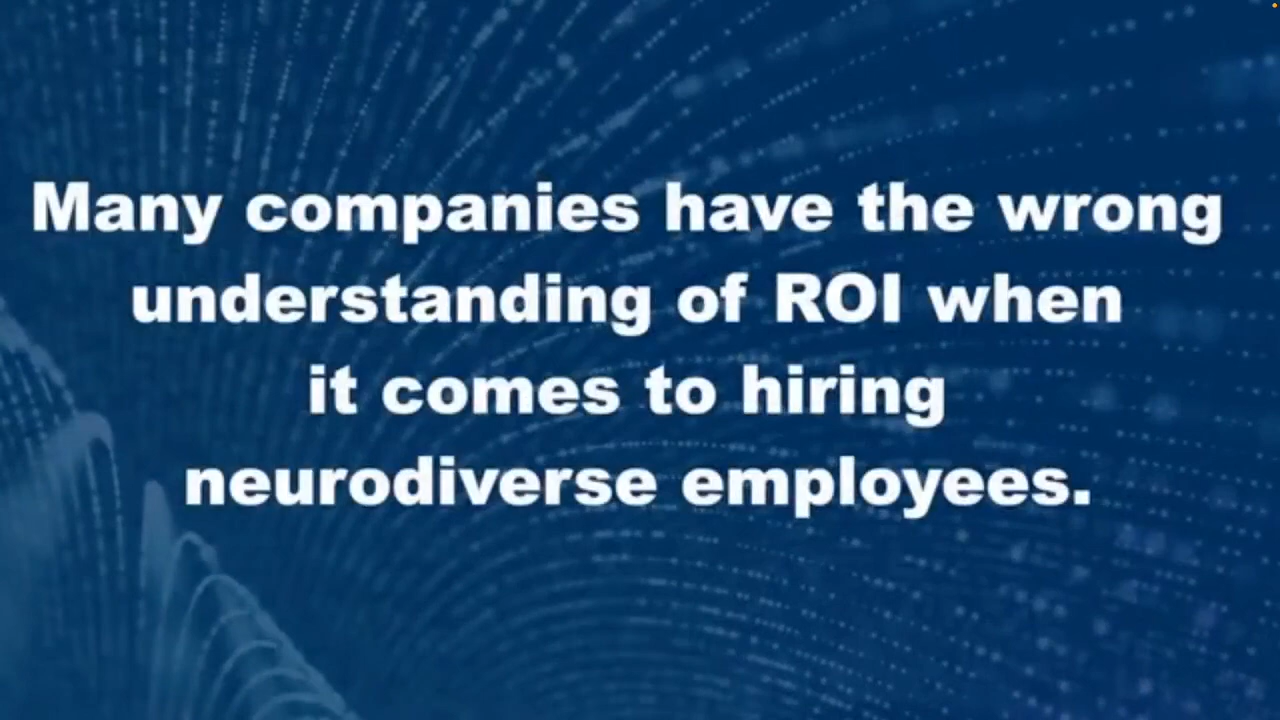 Many companies have the wrong
understanding of ROI when
it comes to hiring
neurodiverse employees.